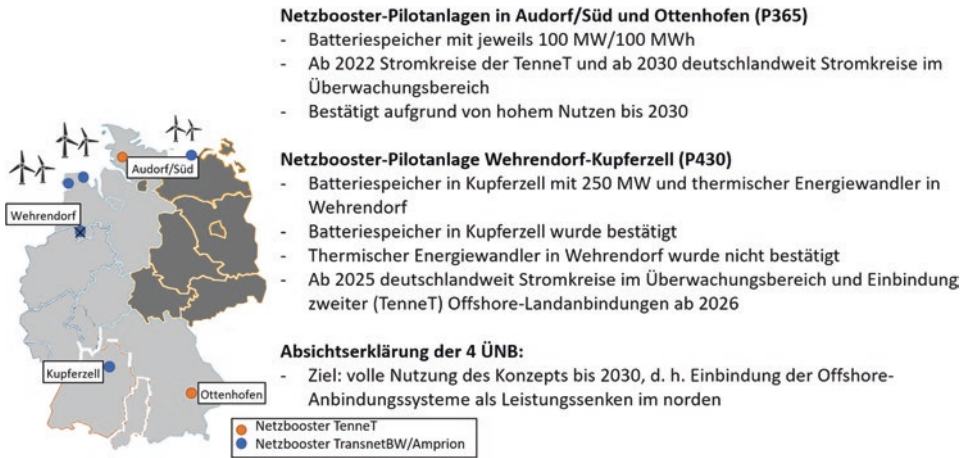 Netzbooster-Pilotanlagen in Audorf/Süd und Ottenhofen (P365)
- Batteriespeicher mit jeweils 100 MW/100 MWh
- Ab 2022 Stromkreise der TenneT und ab 2030 deutschlandweit Stromkreise im
Überwachungsbereich
- Bestätigt aufgrund von hohem Nutzen bis 2030
Netzbooster-Pilotanlage Wehrendorf-Kupferzell (P430)
- Batteriespeicher in Kupferzell mit 250 MW und thermischer Energiewandler in
Wehrendorf
- Batteriespeicher in Kupferzell wurde bestätigt
- Thermischer Energiewandler in Wehrendorf wurde nicht bestätigt
- Ab 2025 deutschlandweit Stromkreise im Überwachungsbereich und Einbindung
zweiter (TenneT) Offshore-Landanbindungen ab 2026
Absichtserklärung der 4 ÜNB:
- Ziel: volle Nutzung des Konzepts bis 2030, d. h. Einbindung der Offshore-
Anbindungssysteme als Leistungssenken im norden
Audorf/Süd
Wehrendorf
Kupferzell
Ottenhofen
Netzbooster TenneT
Netzbooster TransnetBW/Amprion